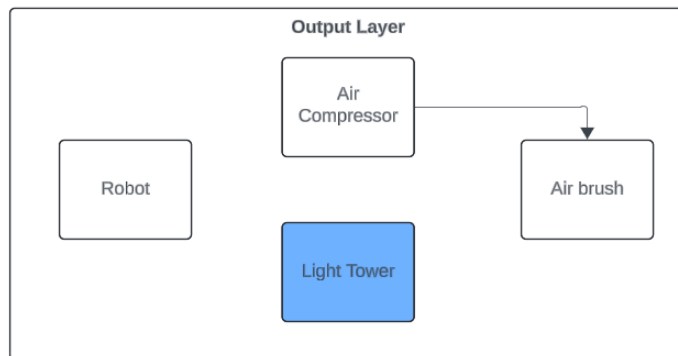 Output Layer
Air
Compressor
Robot
Air brush
Light Tower